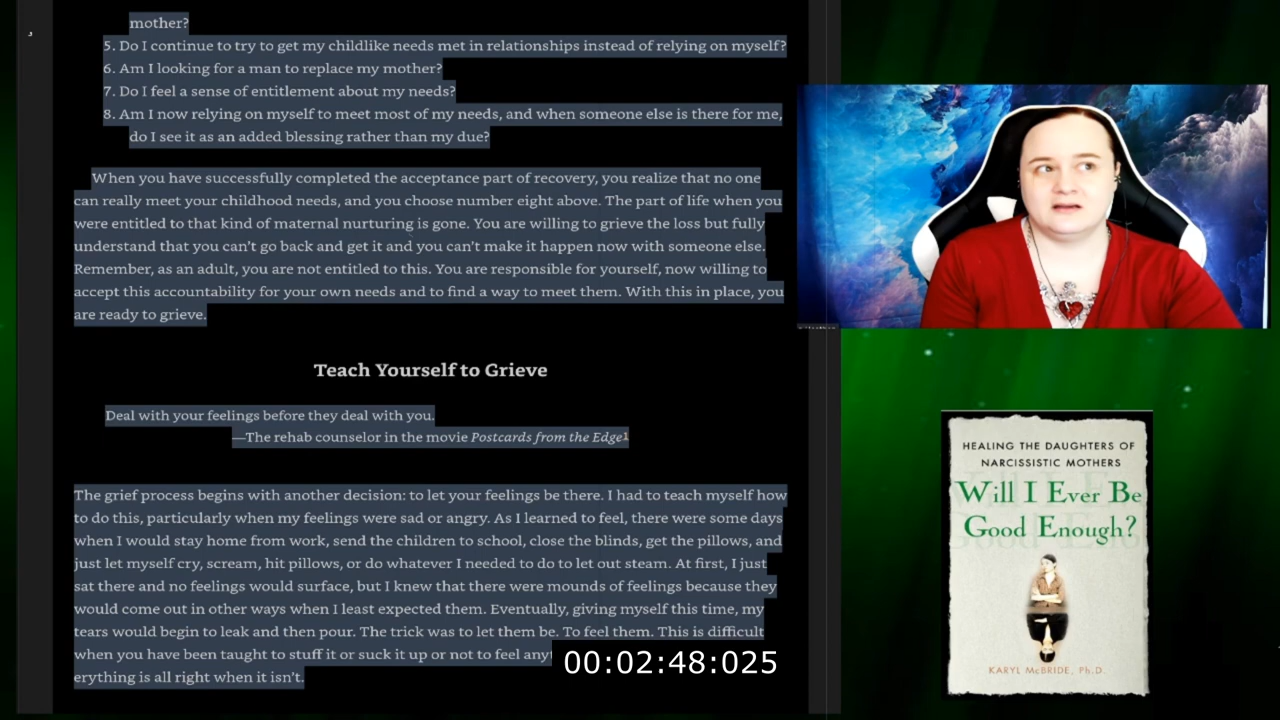 mother?
5. Do I continue to try to get my childlike needs met in relationships instead of relying on myself?
6. Am I looking for a man to replace my mother?
7. Do I feel a sense of entitlement about my needs?
8. Am I now relying on myself to meet most of my needs, and when someone else is there for me,
do I see it as an added blessing rather than my due?
When you have successfully completed the acceptance part of recovery, you realize that no one
can really meet your childhood needs, and you choose number eight above. The part of life when you
were entitled to that kind of maternal nurturing is gone. You are willing to grieve the loss but fully
understand that you can't go back and get it and you can't make it happen now with someone else.
Remember, as an adult, you are not entitled to this. You are responsible for yourself, now willing to
accept this accountability for your own needs and to find a way to meet them. With this in place, you
are ready to grieve.
Teach Yourself to Grieve
Deal with your feelings before they deal with you.
—The rehab counselor in the movie Postcards from the Edge1
The grief process begins with another decision: to let your feelings be there. I had to teach myself how
to do this, particularly when my feelings were sad or angry. As I learned to feel, there were some days
when I would stay home from work, send the children to school, close the blinds, get the pillows, and
just let myself cry, scream, hit pillows, or do whatever I needed to do to let out steam. At first, I just
sat there and no feelings would surface, but I knew that there were mounds of feelings because they
would come out in other ways when I least expected them. Eventually, giving myself this time, my
tears would begin to leak and then pour. The trick was to let them be. To feel them. This is difficult
when you have been taught to stuff it or suck it up or not to feel anyt
erything is all right when it isn't.
00:02:48:025
HEALING THE DAUGHTERS OF
NARCISSISTIC MOTHERS
Will I Ever Be
Good Enough?
KARYL McBRIDE, Ph.D.